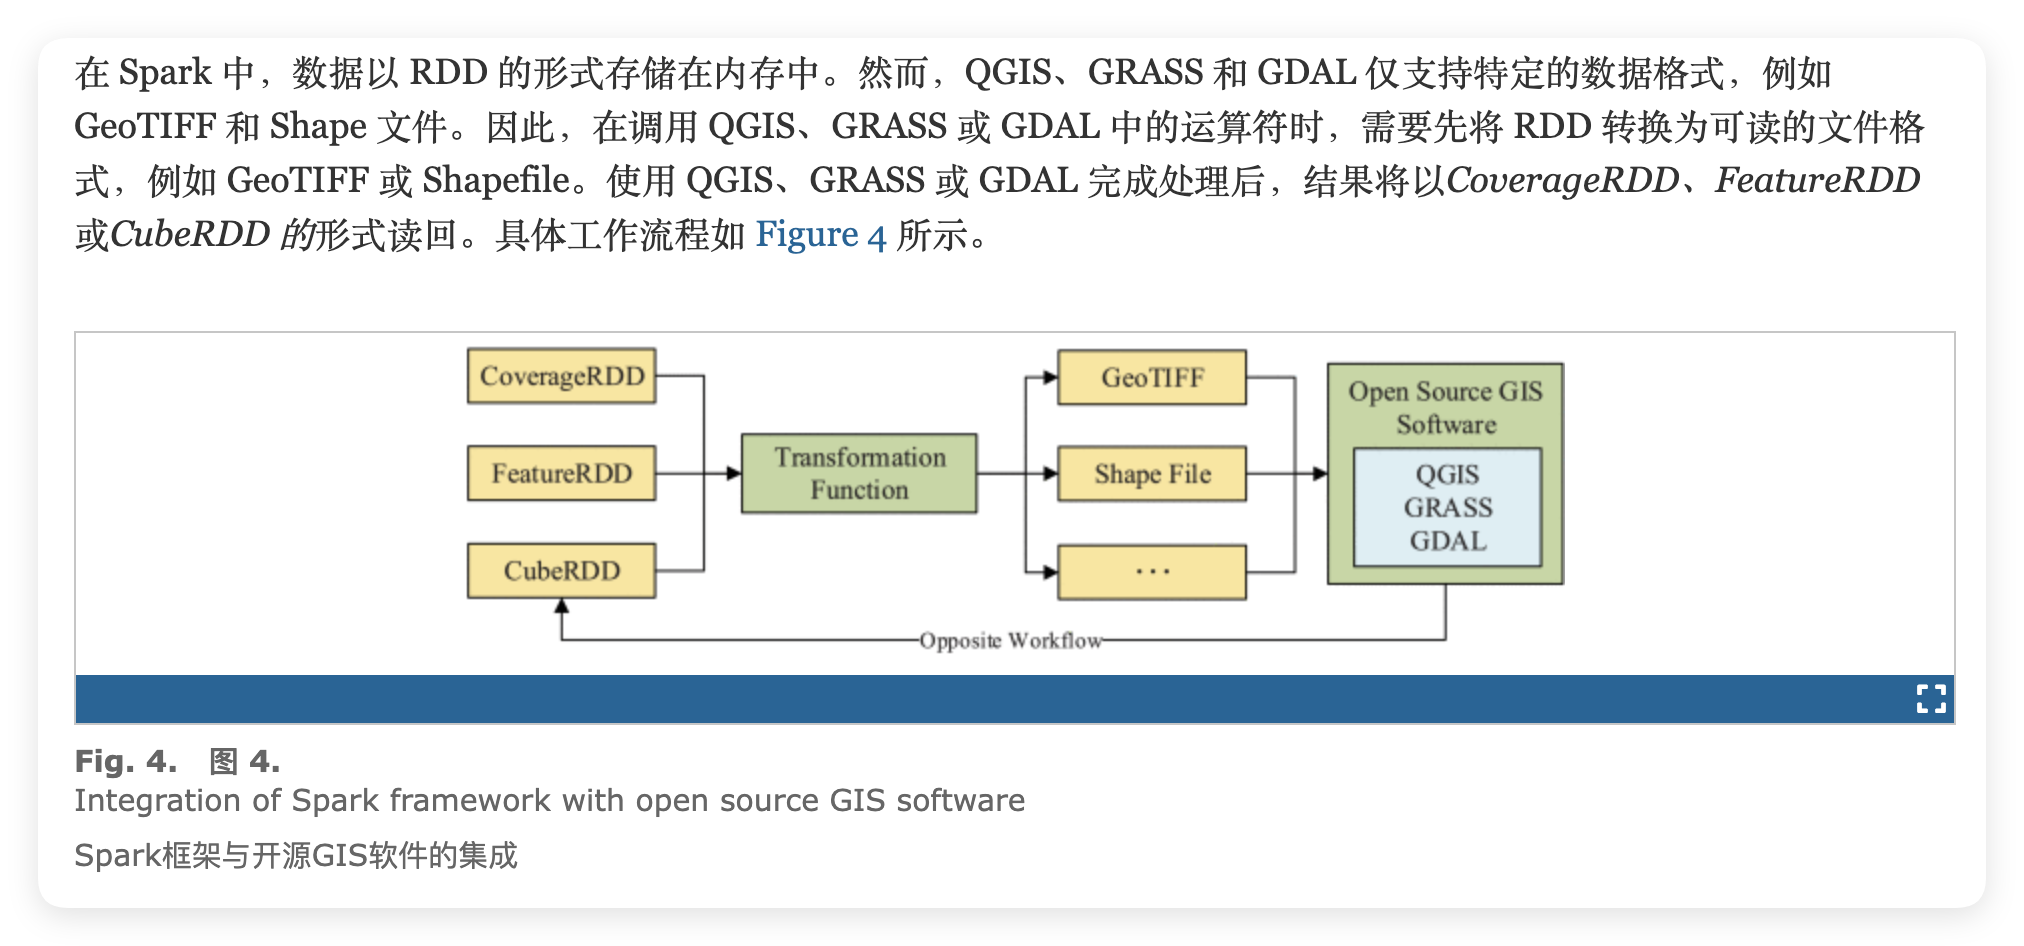 在 Spark 中，数据以 RDD 的形式存储在内存中。然而，QGIS、GRASS 和 GDAL 仅支持特定的数据格式，例如
GeoTIFF 和 Shape 文件。因此，在调用 QGIS、GRASS 或 GDAL 中的运算符时，需要先将 RDD 转换为可读的文件格
式，例如 GeoTIFF 或 Shapefile。使用 QGIS、GRASS 或 GDAL 完成处理后，结果将以CoverageRDD、FeatureRDD
或CubeRDD 的形式读回。具体工作流程如 Figure 4 所示。
CoverageRDD
FeatureRDD
CubeRDD
Transformation
Function
GeoTIFF
Shape File
...
Open Source GIS
Software
QGIS
GRASS
GDAL
Opposite Workflow
Fig. 4. 图 4.
Integration of Spark framework with open source GIS software
Spark框架与开源GIS软件的集成